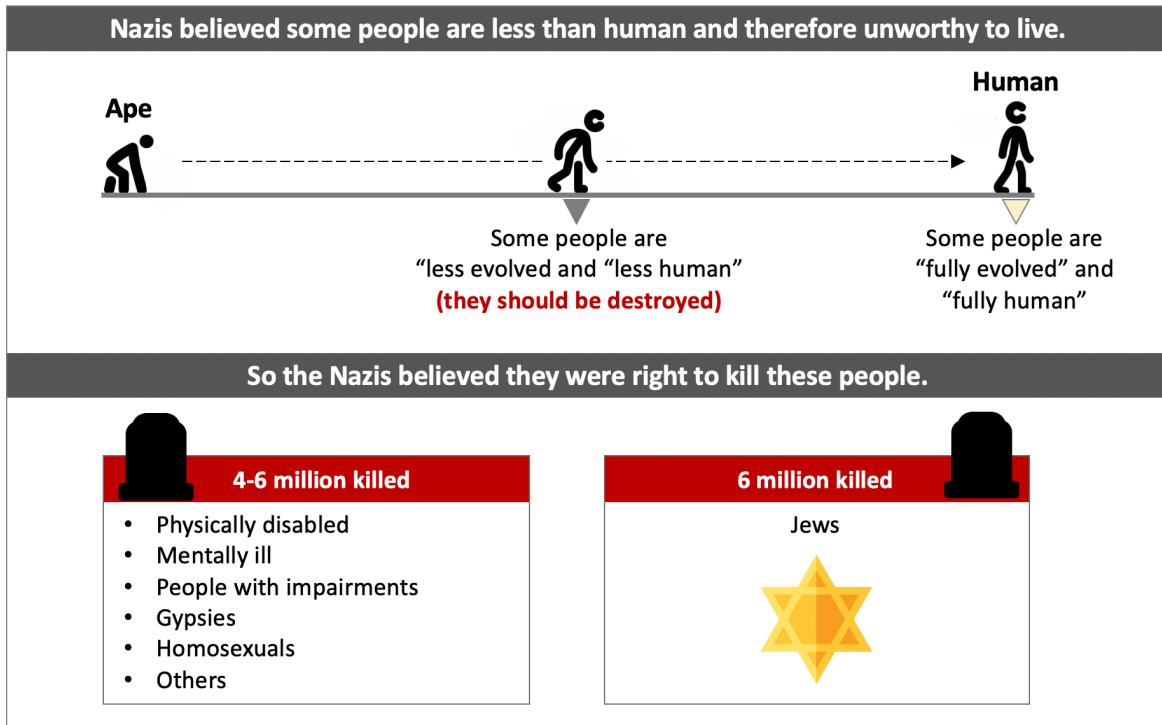 Nazis believed some people are less than human and therefore unworthy to live.
Ape
Human
Some people are
“less evolved and “less human”
(they should be destroyed)
Some people are
“fully evolved” and
“fully human”
So the Nazis believed they were right to kill these people.
4-6 million killed
• Physically disabled
• Mentally ill
• People with impairments
• Gypsies
• Homosexuals
• Others
6 million killed
Jews